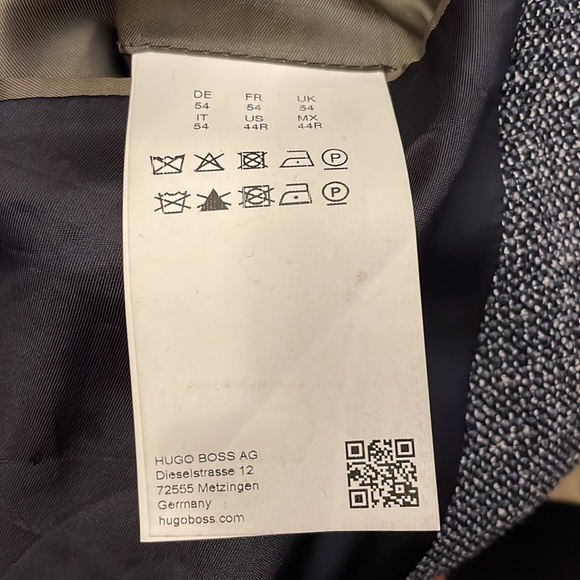 DE FR UK
54 54 54
IT US MX
54 44R 44R
P
P
HUGO BOSS AG
Dieselstrasse 12
72555 Metzingen
Germany
hugoboss.com